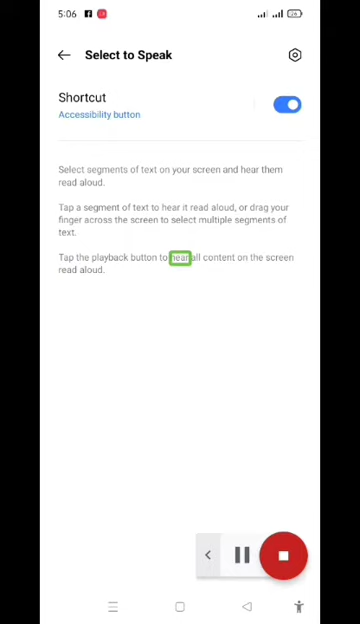 5:06
Select to Speak
Shortcut
Accessibility button
Select segments of text on your screen and hear them
read aloud.
Tap a segment of text to hear it read aloud, or drag your
finger across the screen to select multiple segments of
text.
Tap the playback button to hear all content on the screen
read aloud.